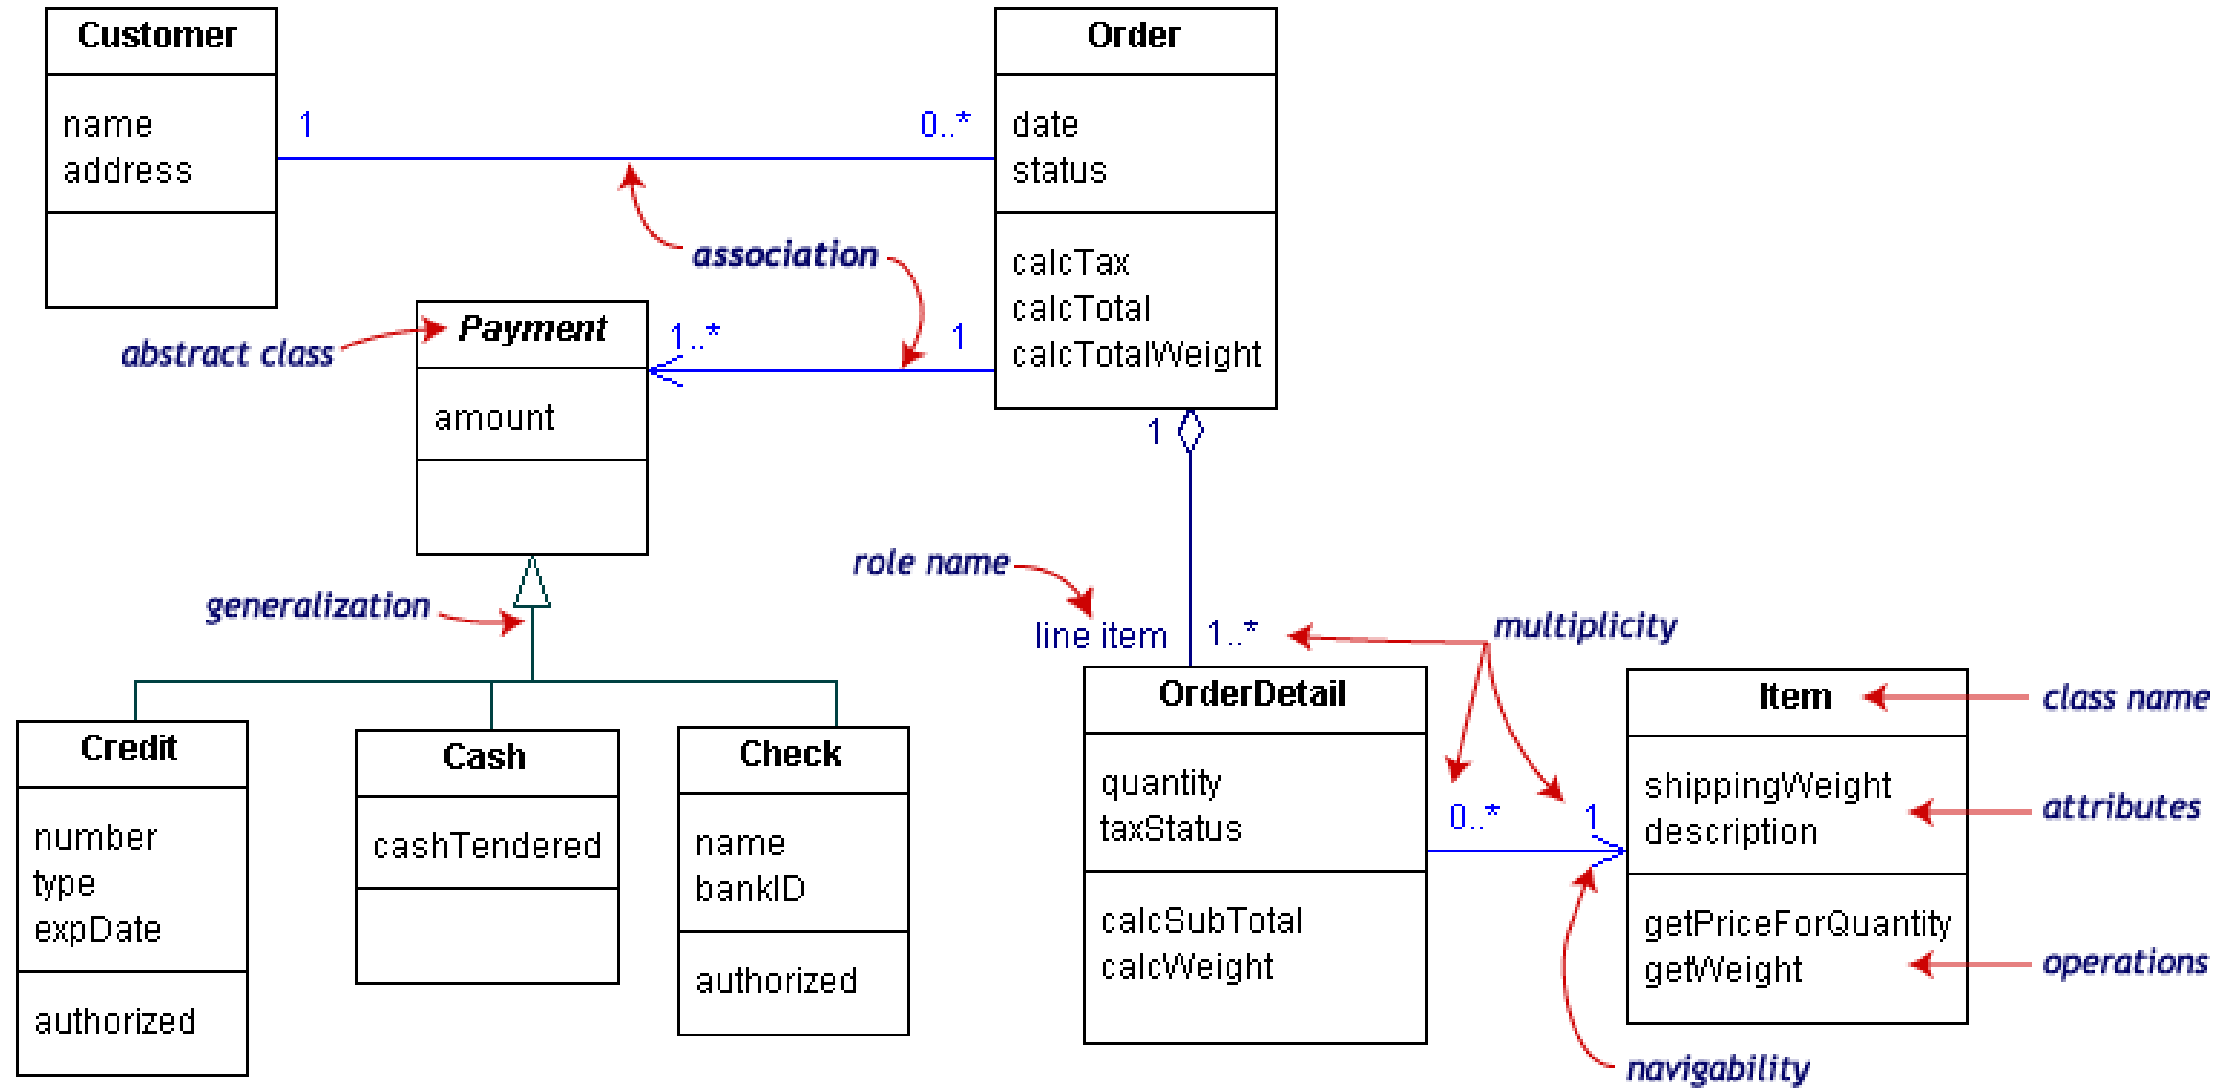 Customer
name
address
1
0..*
Order
date
status
calcTax
calcTotal
calcTotalWeight
association
abstract class
Payment
amount
1..*
1
1
generalization
role name
line item
1..*
multiplicity
Credit
number
type
expDate
authorized
Cash
cashTendered
Check
name
bankID
authorized
OrderDetail
quantity
taxStatus
calcSubTotal
calcWeight
0..*
1
Item
shippingWeight
description
getPriceForQuantity
getWeight
class name
attributes
operations
navigability